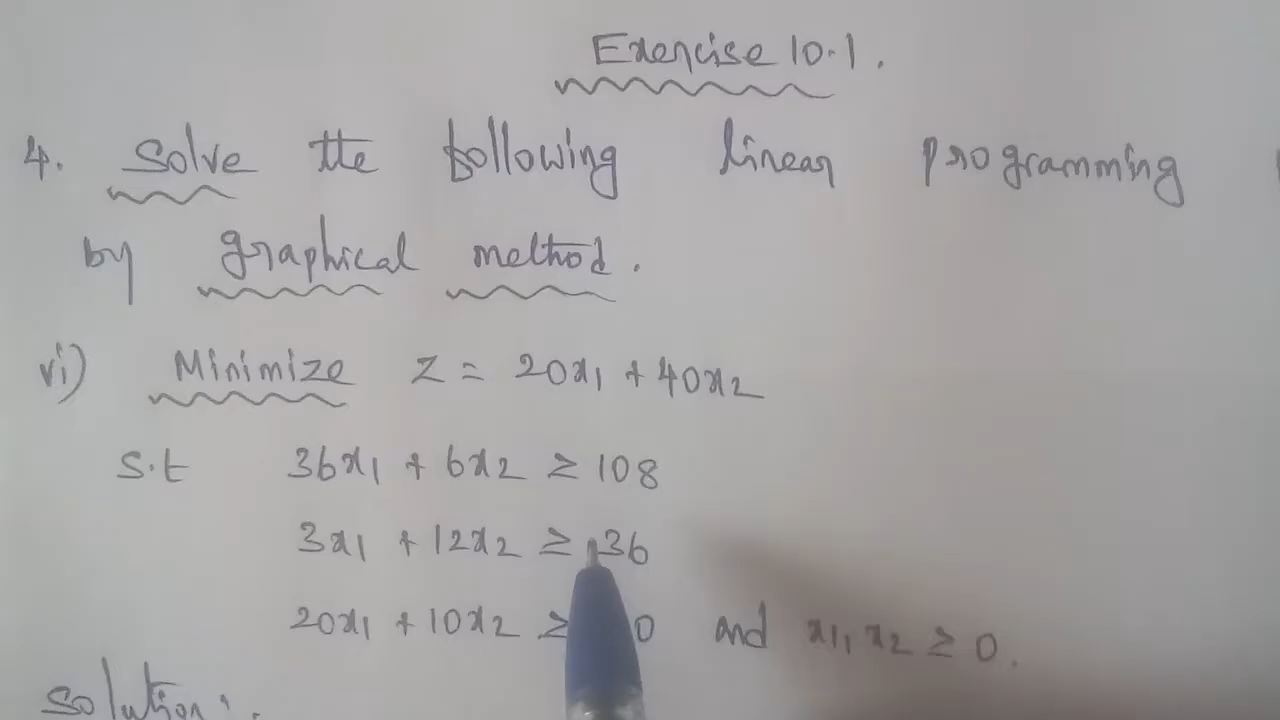 Exercise 10.1.
4. Solve the following linear programming
by graphical method.
vi) Minimize Z = 20x1 + 40x2
S.t 36x1 + 6x2 ≥ 108
3x1 + 12x2 ≥ 36
20x1 + 10x2 ≥ 0 and x1, x2 ≥ 0.
Solution: